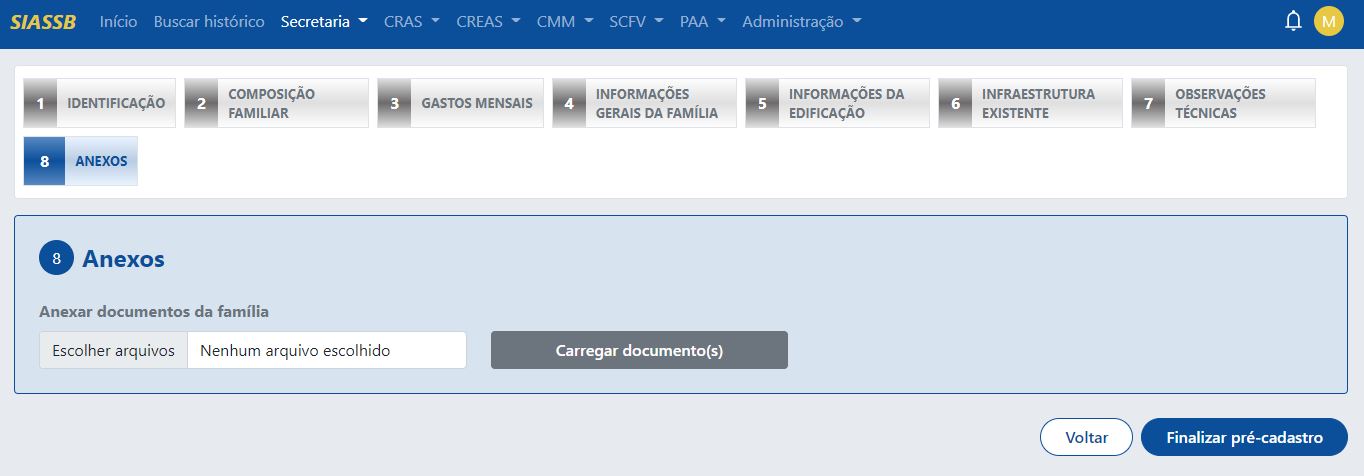 SIASSB Início Buscar histórico Secretaria CRAS CREAS CMM SCFV PAA Administração M
1 IDENTIFICAÇÃO 2 COMPOSIÇÃO FAMILIAR 3 GASTOS MENSAIS 4 INFORMAÇÕES GERAIS DA FAMÍLIA 5 INFORMAÇÕES DA EDIFICAÇÃO 6 INFRAESTRUTURA EXISTENTE 7 OBSERVAÇÕES TÉCNICAS
8 ANEXOS
8 Anexos
Anexar documentos da família
Escolher arquivos Nenhum arquivo escolhido Carregar documento(s)
Voltar Finalizar pré-cadastro